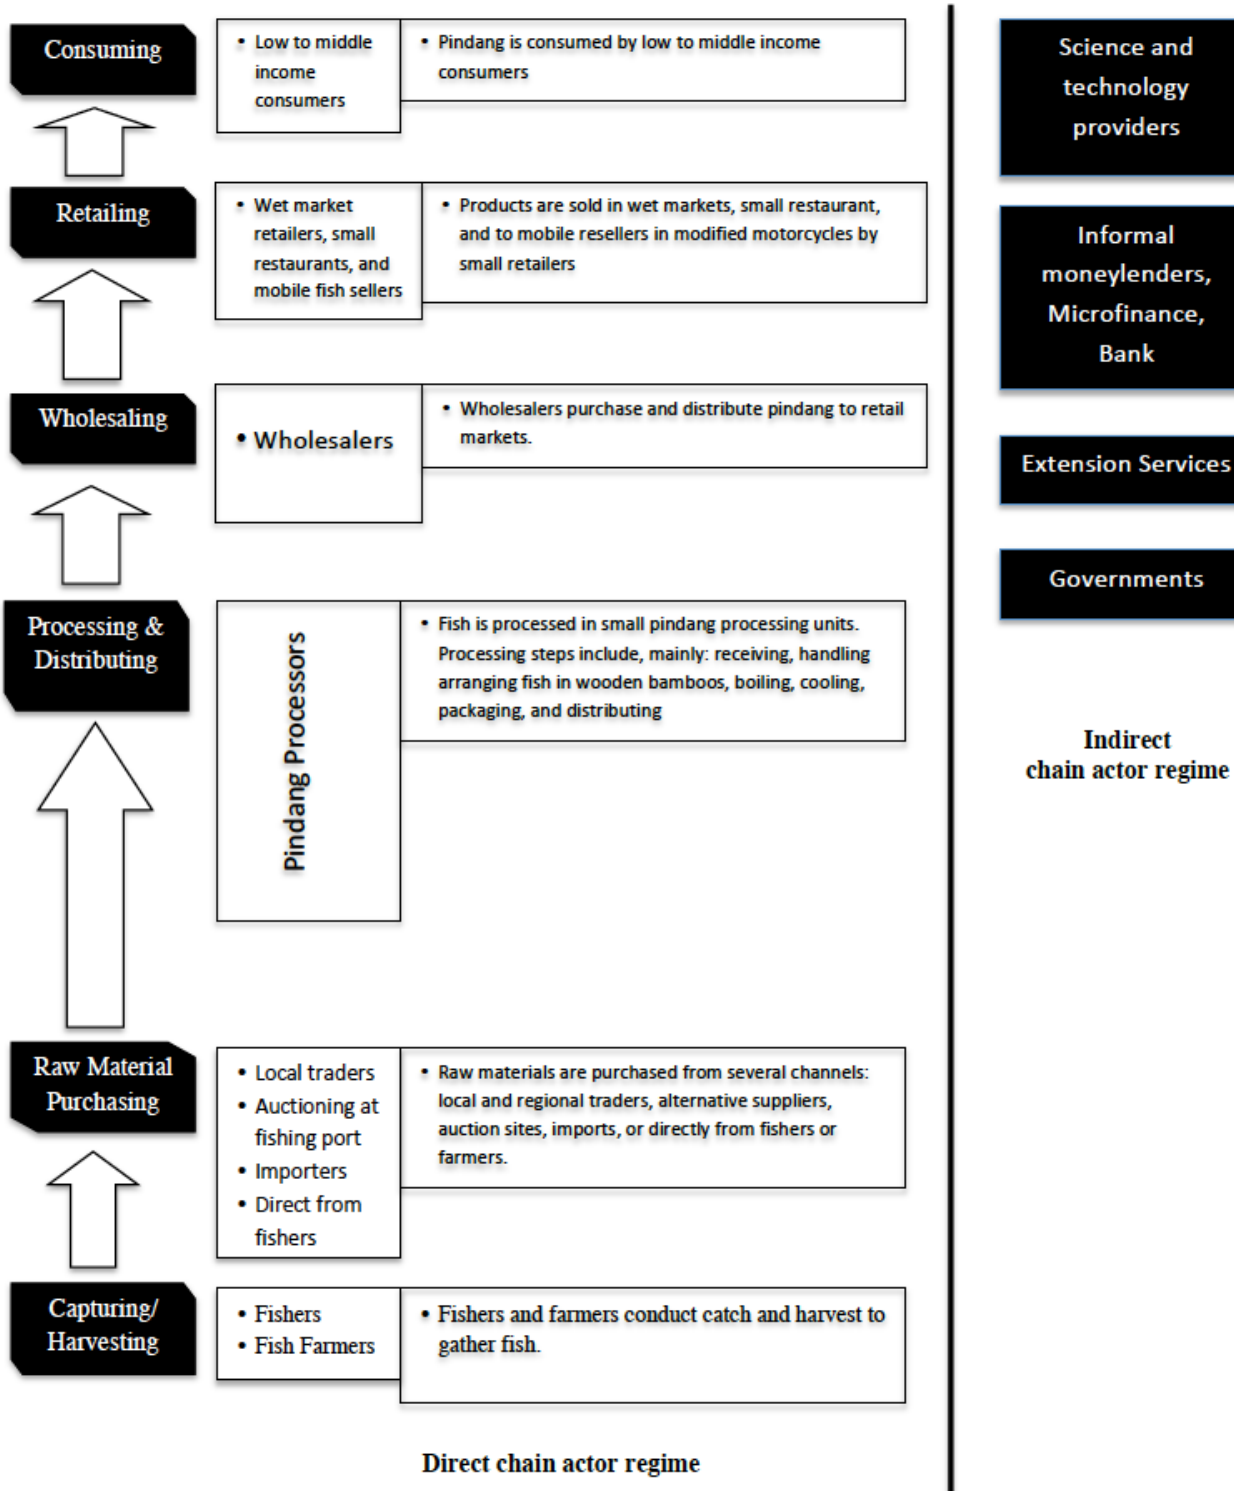 Consuming
• Low to middle
income
consumers
• Pindang is consumed by low to middle income
consumers
Retailing
• Wet market
retailers, small
restaurants, and
mobile fish sellers
• Products are sold in wet markets, small restaurant,
and to mobile resellers in modified motorcycles by
small retailers
Wholesaling
• Wholesalers
• Wholesalers purchase and distribute pindang to retail
markets.
Processing &
Distributing
Pindang Processors
• Fish is processed in small pindang processing units.
Processing steps include, mainly: receiving, handling
arranging fish in wooden bamboos, boiling, cooling,
packaging, and distributing
Raw Material
Purchasing
• Local traders
• Auctioning at
fishing port
• Importers
• Direct from
fishers
• Raw materials are purchased from several channels:
local and regional traders, alternative suppliers,
auction sites, imports, or directly from fishers or
farmers.
Capturing/
Harvesting
• Fishers
• Fish Farmers
• Fishers and farmers conduct catch and harvest to
gather fish.
Direct chain actor regime
Science and
technology
providers
Informal
moneylenders,
Microfinance,
Bank
Extension Services
Governments
Indirect
chain actor regime